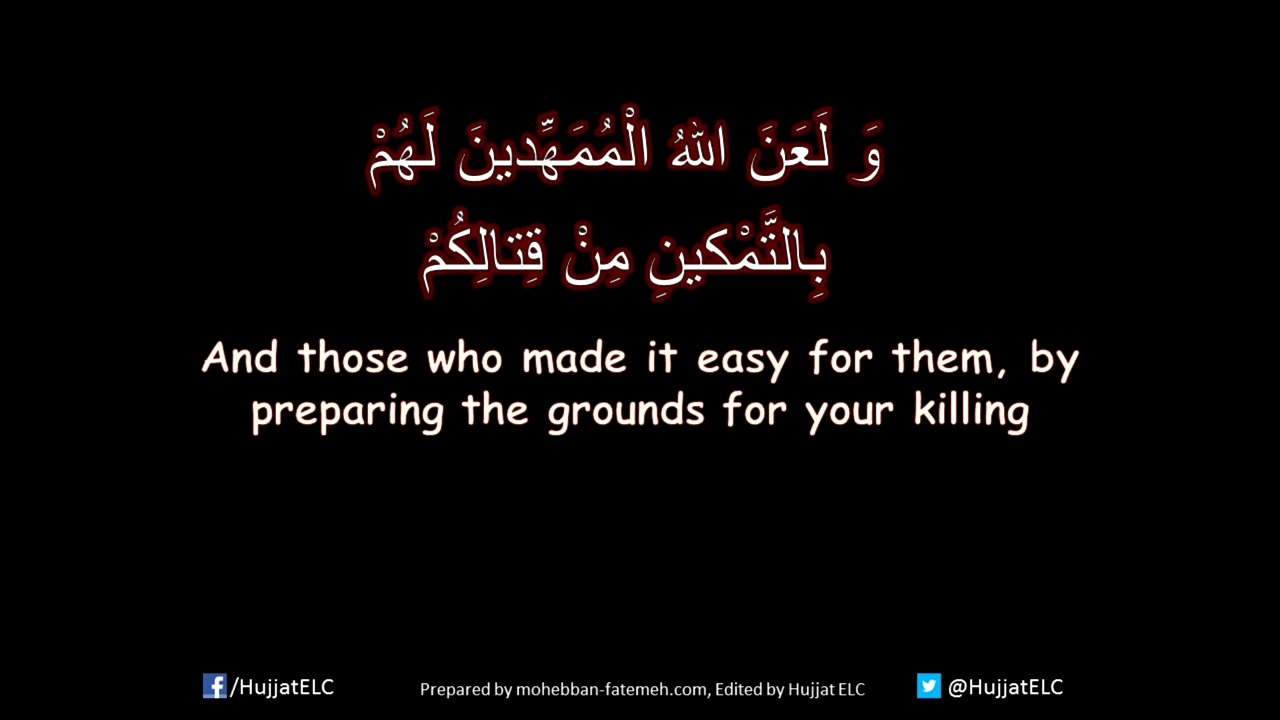 وَ لَعَنَ اللهُ الْمُمَهِّدينَ لَهُمْ
بِالتَّمْكينِ مِنْ قِتالِكُمْ
And those who made it easy for them, by
preparing the grounds for your killing
/HujjatELC Prepared by mohebban-fatemeh.com, Edited by Hujjat ELC @HujjatELC